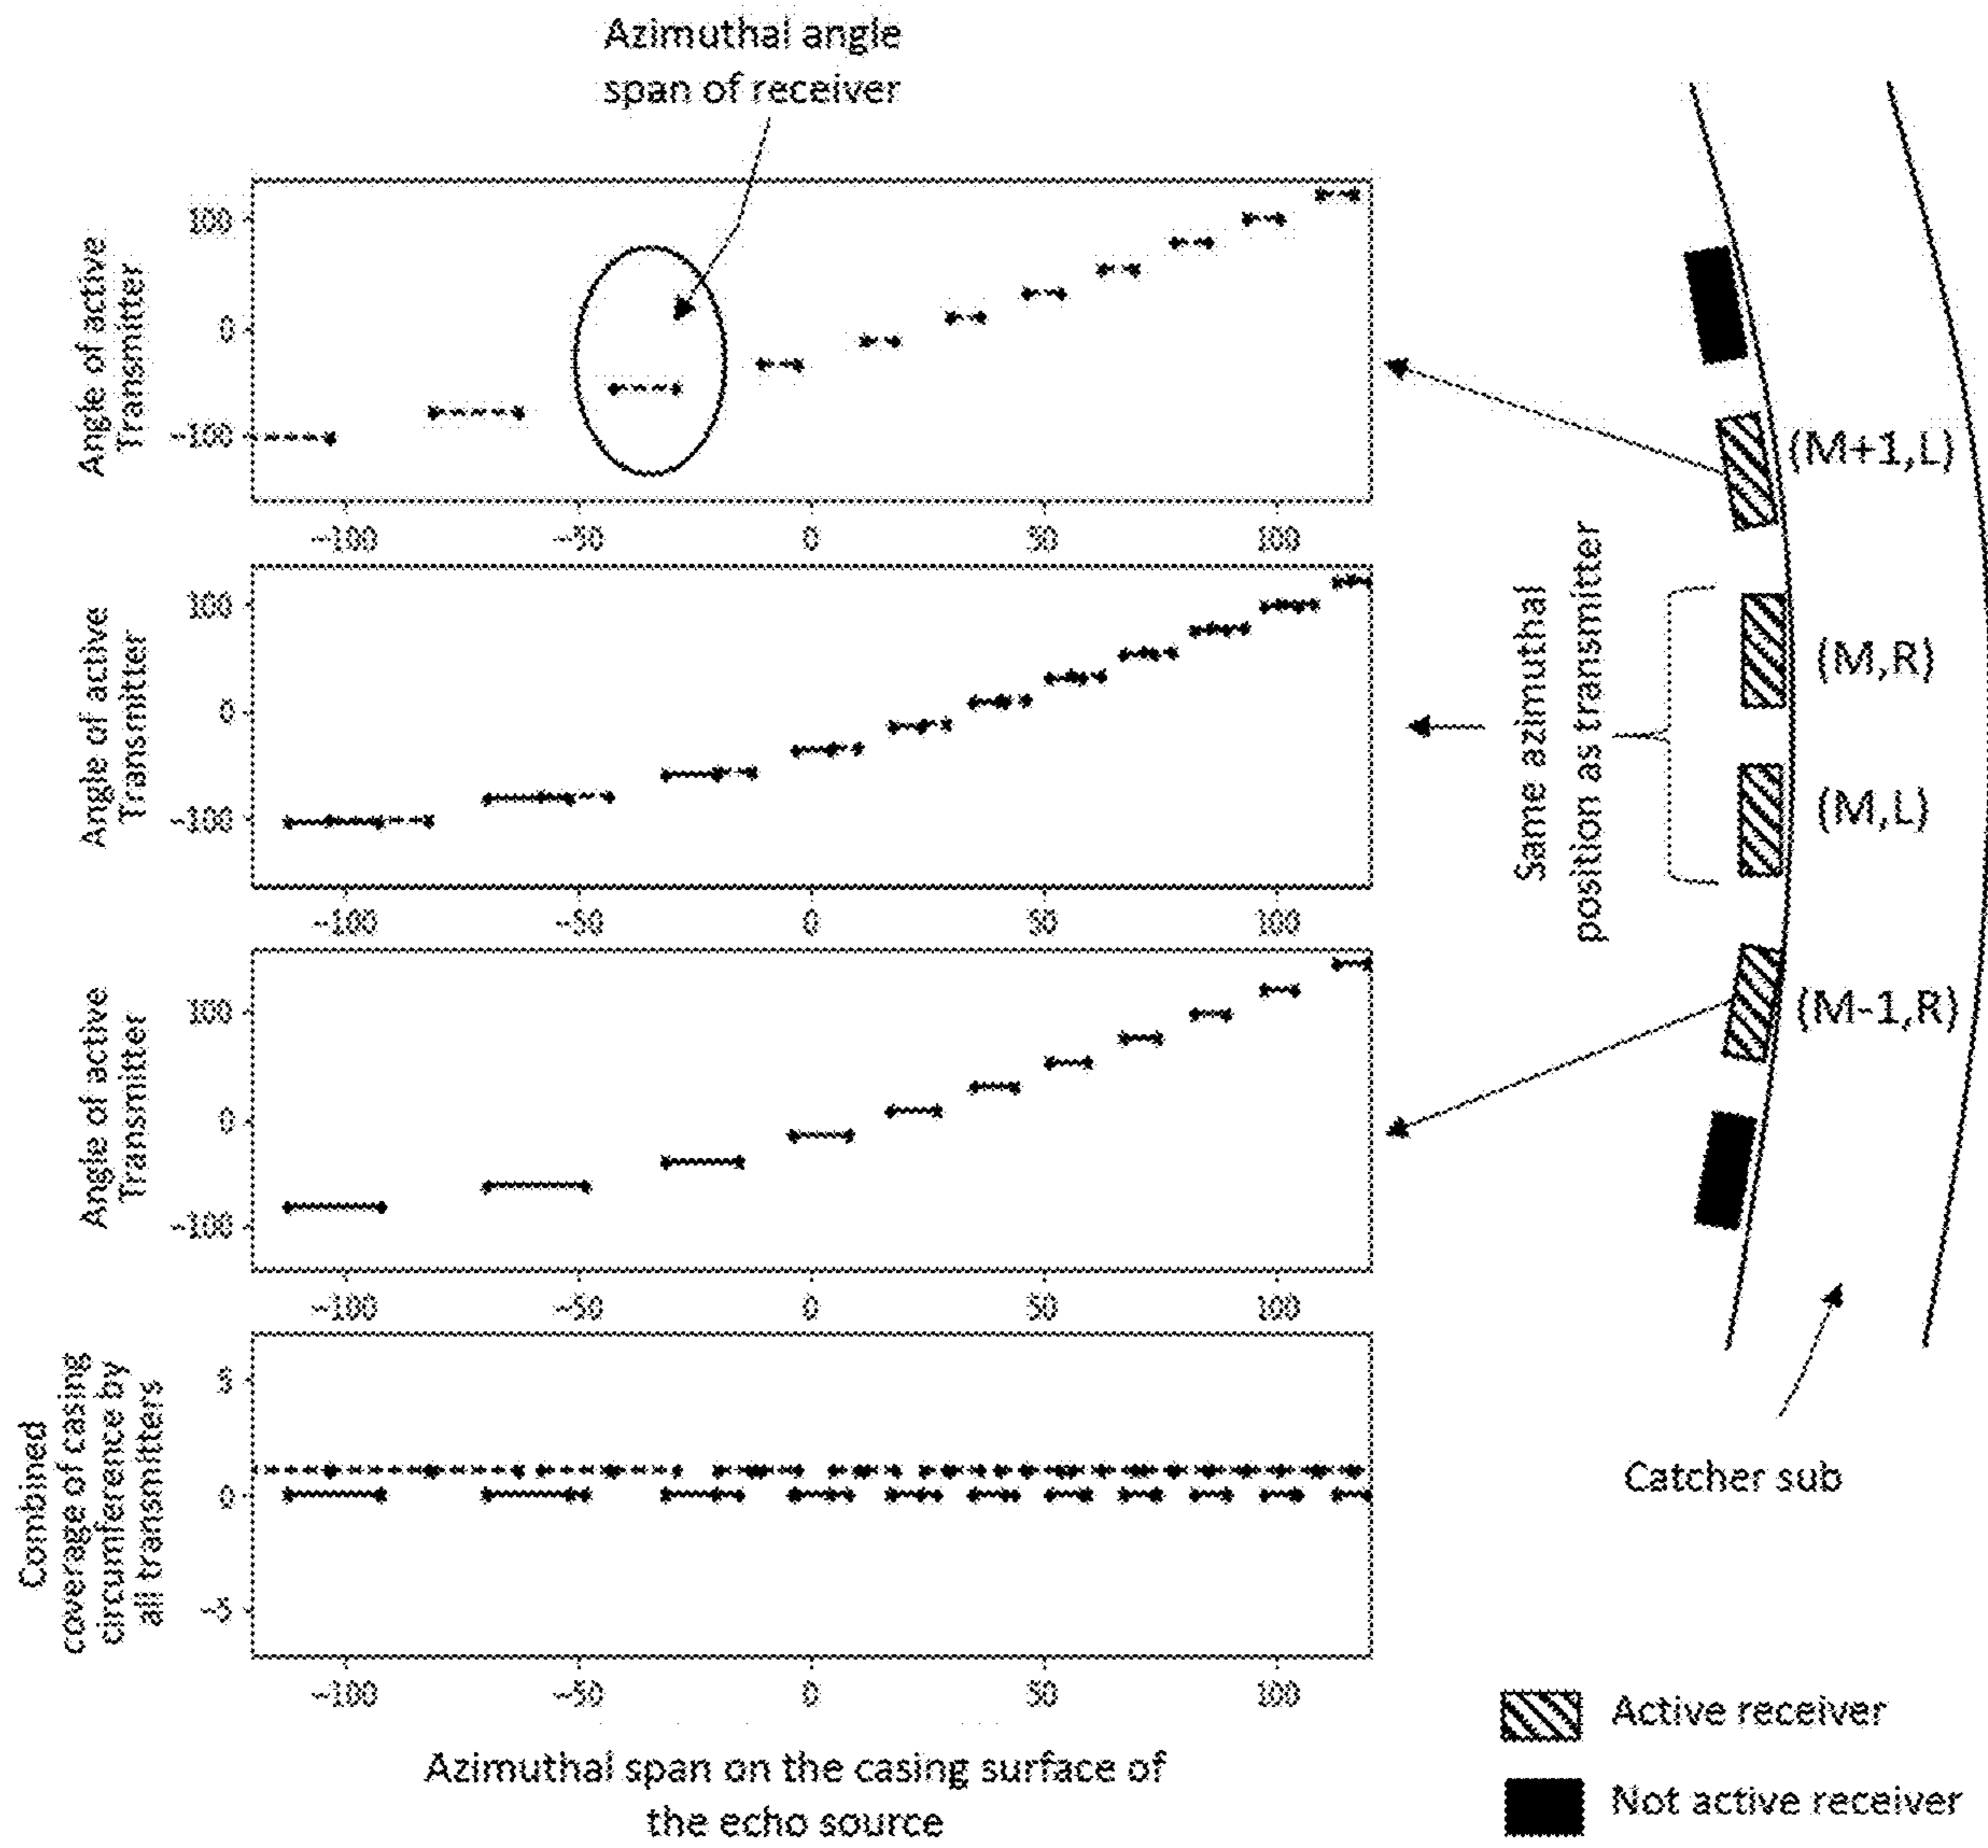 Azimuthal angle
span of receiver
Angle of active
Transmitter
100
0
-100
-100
-50
0
50
100
Angle of active
Transmitter
100
0
-100
-100
-50
0
50
100
Angle of active
Transmitter
100
0
-100
-100
-50
0
50
100
Combined
coverage of casing
circumference by
all transmitters
5
0
-5
-100
-50
0
50
100
Azimuthal span on the casing surface of
the echo source
(M+1,L)
Same azimuthal
position as transmitter
(M,R)
(M,L)
(M-1,R)
Catcher sub
Active receiver
Not active receiver